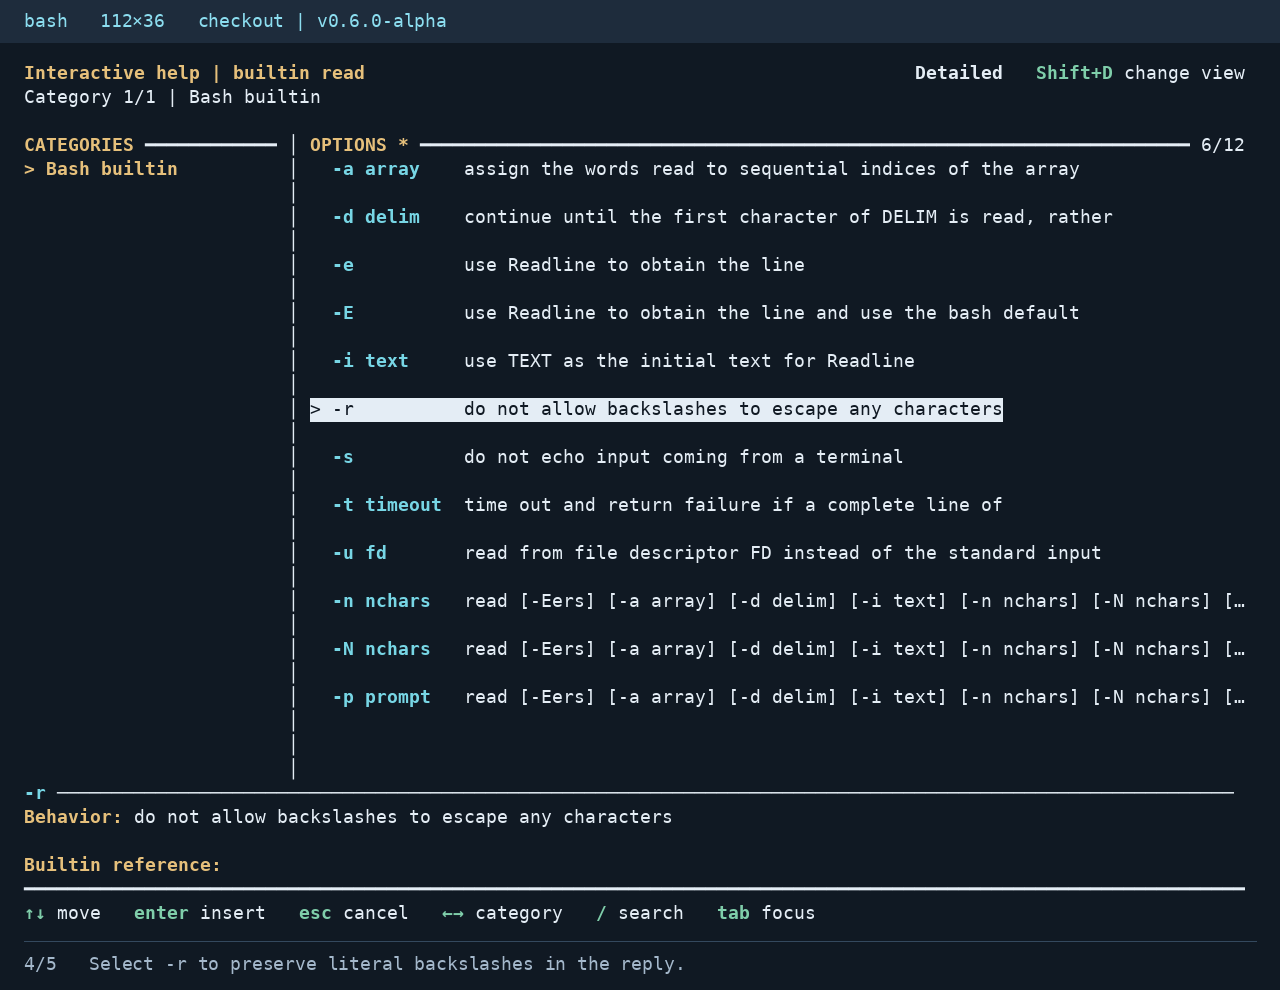 bash   112×36   checkout | v0.6.0-alpha
Interactive help | builtin read   Detailed   Shift+D change view
Category 1/1 | Bash builtin
CATEGORIES   OPTIONS *   6/12
> Bash builtin   -a array   assign the words read to sequential indices of the array
-d delim   continue until the first character of DELIM is read, rather
-e   use Readline to obtain the line
-E   use Readline to obtain the line and use the bash default
-i text   use TEXT as the initial text for Readline
> -r   do not allow backslashes to escape any characters
-s   do not echo input coming from a terminal
-t timeout   time out and return failure if a complete line of
-u fd   read from file descriptor FD instead of the standard input
-n nchars   read [-Eers] [-a array] [-d delim] [-i text] [-n nchars] [-N nchars] […
-N nchars   read [-Eers] [-a array] [-d delim] [-i text] [-n nchars] [-N nchars] […
-p prompt   read [-Eers] [-a array] [-d delim] [-i text] [-n nchars] [-N nchars] […
-r
Behavior: do not allow backslashes to escape any characters
Builtin reference:
↑↓ move   enter insert   esc cancel   ←→ category   / search   tab focus
4/5   Select -r to preserve literal backslashes in the reply.